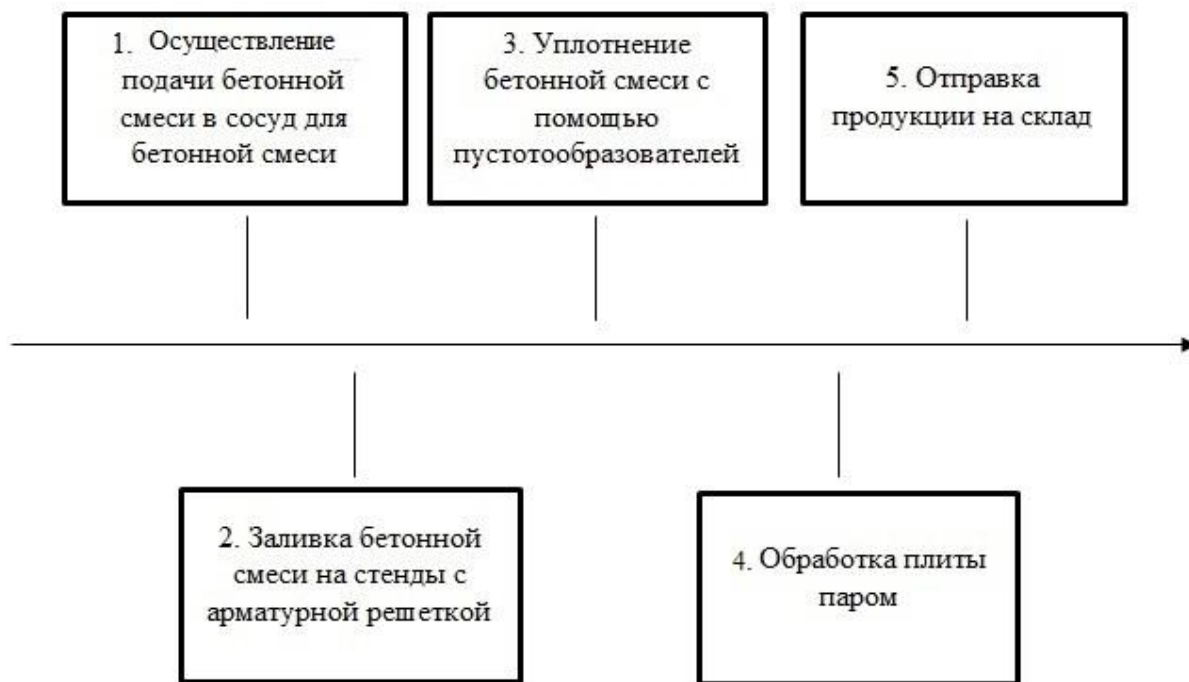 1. Осуществление
подачи бетонной
смеси в сосуд для
бетонной смеси
2. Заливка бетонной
смеси на стенды с
арматурной решеткой
3. Уплотнение
бетонной смеси с
помощью
пустотообразователей
4. Обработка плиты
паром
5. Отправка
продукции на склад